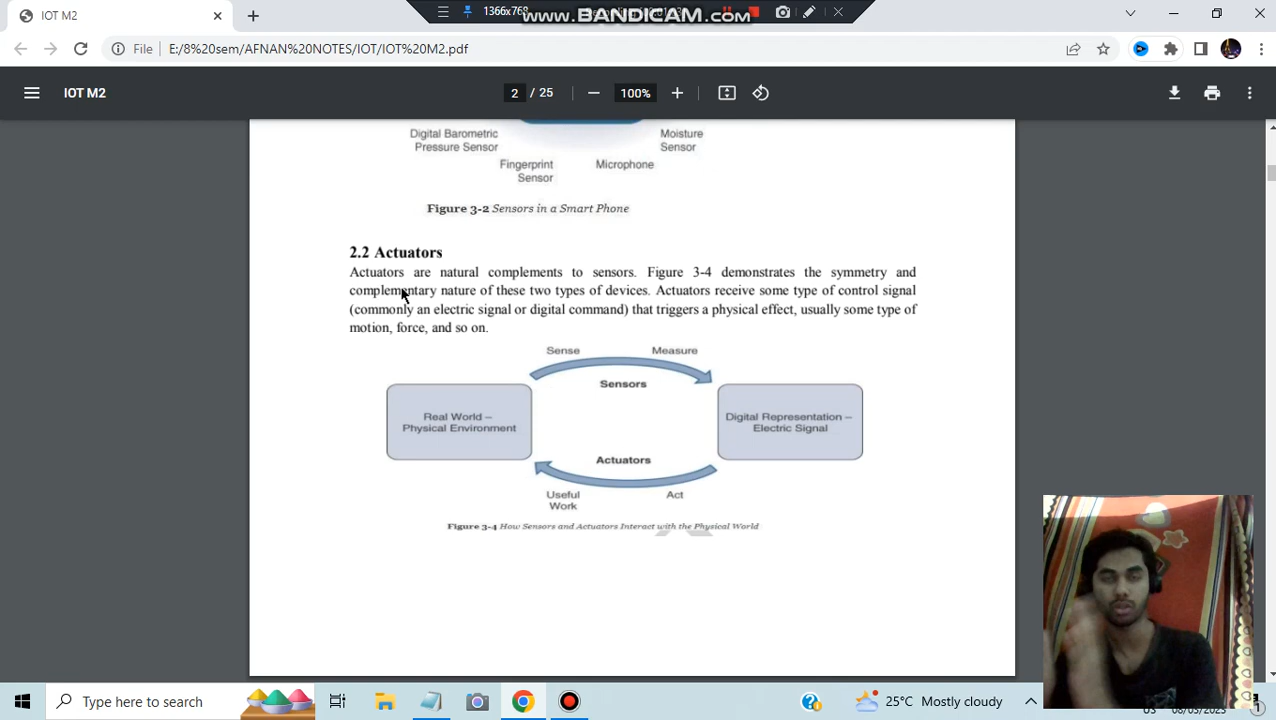 IOT M2
1366x768
www.BANDICAM.com
File
E:/8%20sem/AFNAN%20NOTES/IOT/IOT%20M2.pdf
IOT M2
2 / 25
100%
Digital Barometric
Pressure Sensor
Moisture
Sensor
Fingerprint
Sensor
Microphone
Figure 3-2 Sensors in a Smart Phone
2.2 Actuators
Actuators are natural complements to sensors. Figure 3-4 demonstrates the symmetry and
complementary nature of these two types of devices. Actuators receive some type of control signal
(commonly an electric signal or digital command) that triggers a physical effect, usually some type of
motion, force, and so on.
Sense
Measure
Sensors
Real World –
Physical Environment
Digital Representation –
Electric Signal
Actuators
Useful
Work
Act
Figure 3-4 How Sensors and Actuators Interact with the Physical World
Type here to search
25°C Mostly cloudy